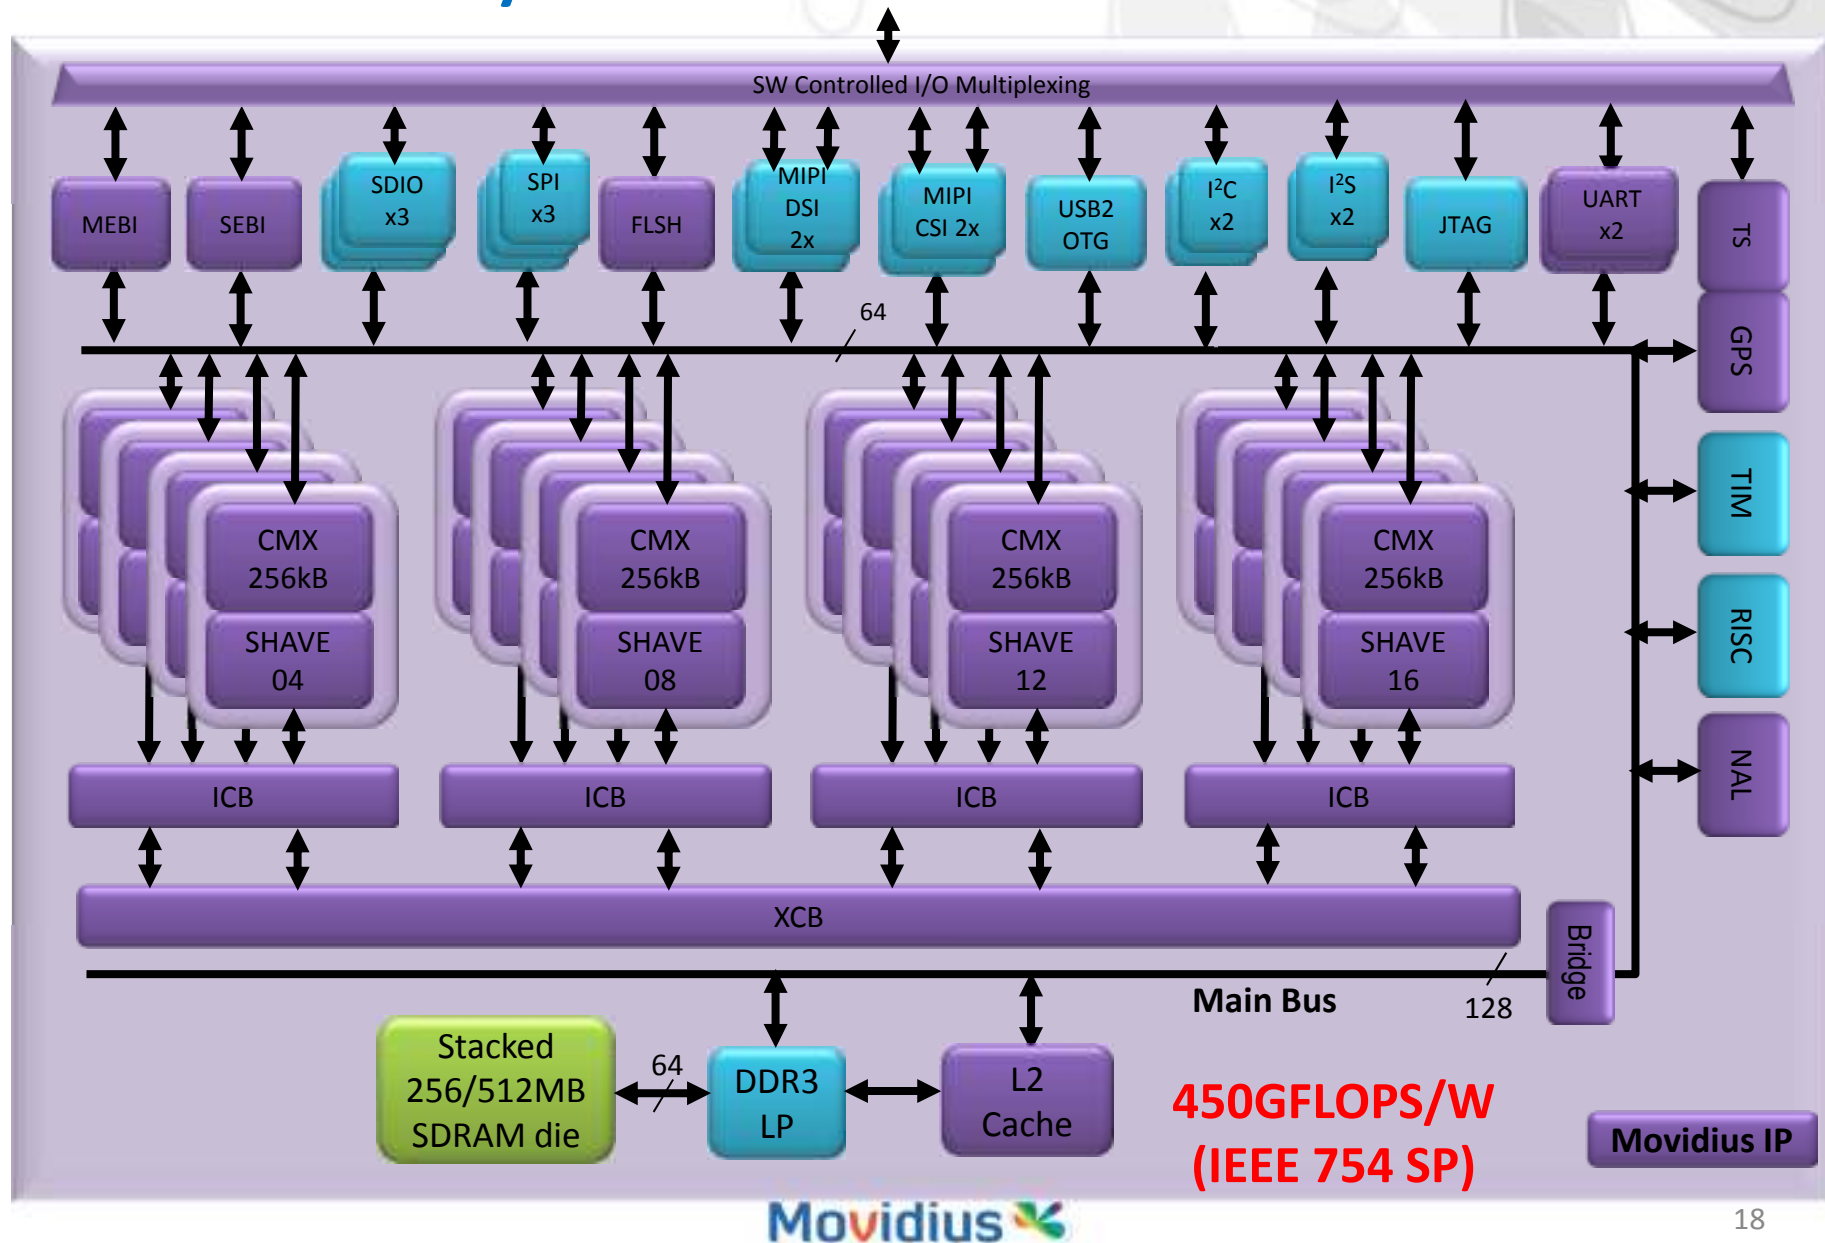 SW Controlled I/O Multiplexing
MEBI
SEBI
SDIO
x3
SPI
x3
FLSH
MIPI
DSI
2x
MIPI
CSI 2x
USB2
OTG
I²C
x2
I²S
x2
JTAG
UART
x2
TS
GPS
TIM
RISC
NAL
64
CMX
256kB
SHAVE
04
CMX
256kB
SHAVE
08
CMX
256kB
SHAVE
12
CMX
256kB
SHAVE
16
ICB
ICB
ICB
ICB
XCB
Bridge
Main Bus
128
Stacked
256/512MB
SDRAM die
64
DDR3
LP
L2
Cache
450GFLOPS/W
(IEEE 754 SP)
Movidius IP
Movidius
18